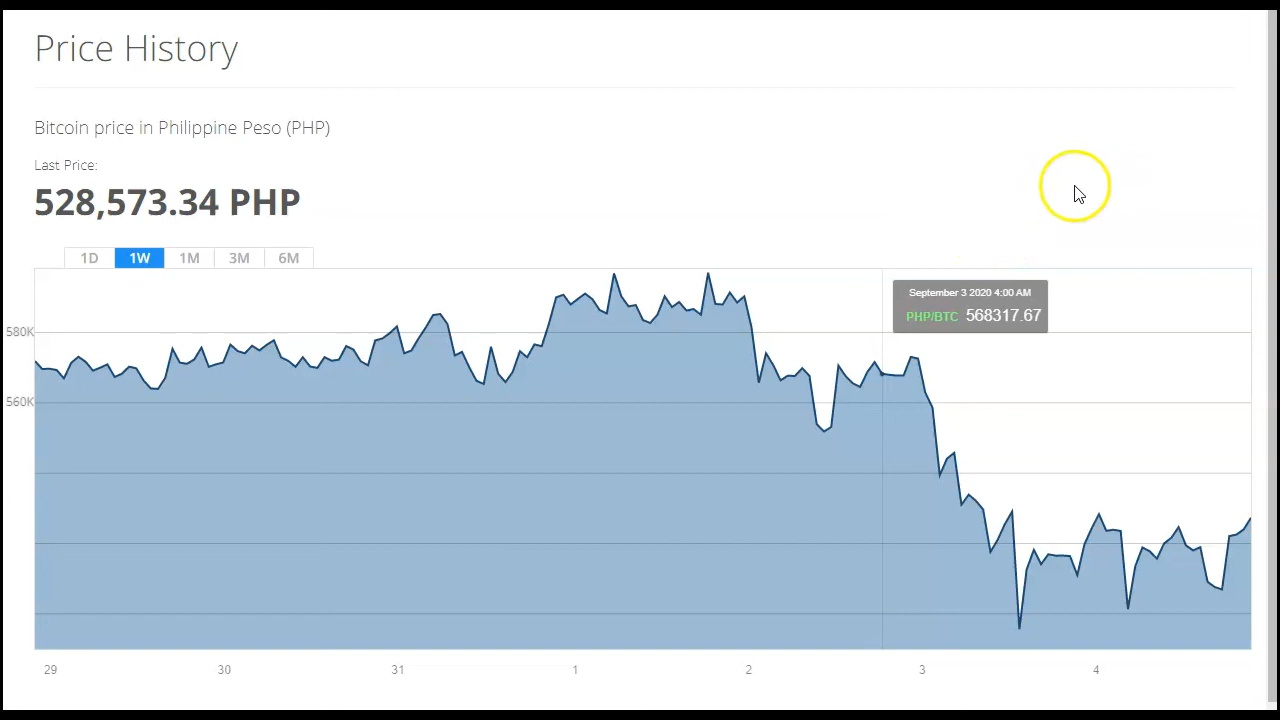 Price History
Bitcoin price in Philippine Peso (PHP)
Last Price:
528,573.34 PHP
1D 1W 1M 3M 6M
September 3 2020 4:00 AM
PHP/BTC 568317.67
580K
560K
29 30 31 1 2 3 4